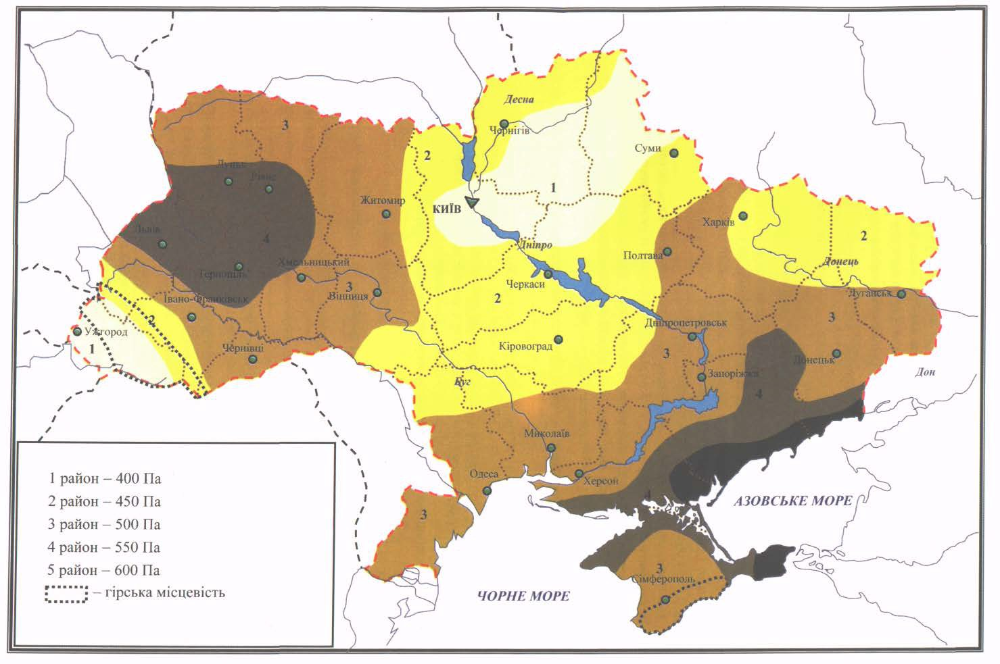 Десна
3
Чернігів
Суми
2
Луцьк
Рівне
1
Житомир
КИЇВ
Харків
Львів
4
2
Дніпро
Полтава
Донець
Хмельницький
Тернопіль
Черкаси
3
Вінниця
Івано-Франківськ
2
Луганськ
2
3
Дніпропетровськ
Ужгород
1
Чернівці
Кіровоград
3
Донецьк
Запоріжжя
Дон
Буг
4
Миколаїв
Одеса
Херсон
4
АЗОВСЬКЕ МОРЕ
3
3
Сімферополь
ЧОРНЕ МОРЕ
1 район – 400 Па
2 район – 450 Па
3 район – 500 Па
4 район – 550 Па
5 район – 600 Па
– гірська місцевість